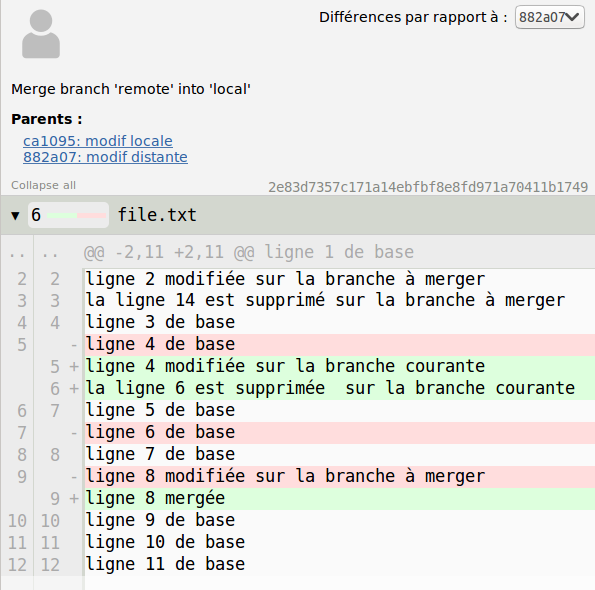 Différences par rapport à : 882a07
Merge branch 'remote' into 'local'
Parents :
ca1095: modif locale
882a07: modif distante
Collapse all 2e83d7357c171a14ebfbf8e8fd971a70411b1749
▼ 6 file.txt
.. .. @@ -2,11 +2,11 @@ ligne 1 de base
2 2 ligne 2 modifiée sur la branche à merger
3 3 la ligne 14 est supprimé sur la branche à merger
4 4 ligne 3 de base
5 - ligne 4 de base
5 + ligne 4 modifiée sur la branche courante
6 + la ligne 6 est supprimée  sur la branche courante
6 7 ligne 5 de base
7 - ligne 6 de base
8 8 ligne 7 de base
9 - ligne 8 modifiée sur la branche à merger
9 + ligne 8 mergée
10 10 ligne 9 de base
11 11 ligne 10 de base
12 12 ligne 11 de base